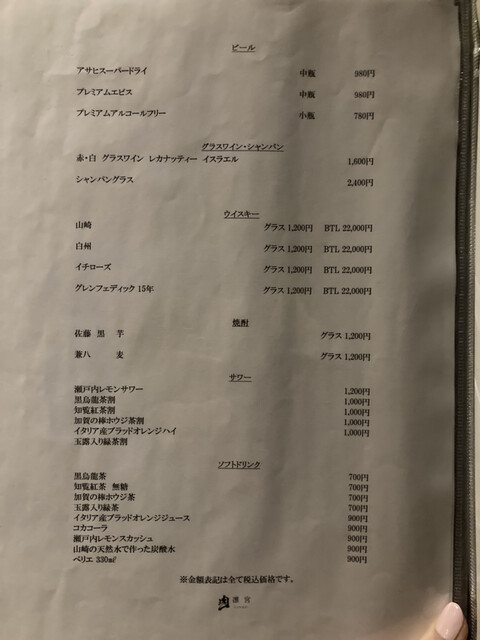 ビール
アサヒスーパードライ 中瓶 980円
プレミアムエビス 中瓶 980円
プレミアムアルコールフリー 小瓶 780円
グラスワイン・シャンパン
赤・白 グラスワイン レカナッティー イスラエル 1,600円
シャンパングラス 2,400円
ウイスキー
山崎 グラス 1,200円 BTL 22,000円
白州 グラス 1,200円 BTL 22,000円
イチローズ グラス 1,200円 BTL 22,000円
グレンフェディック 15年 グラス 1,200円 BTL 22,000円
焼酎
佐藤 黒 芋 グラス 1,200円
兼八 麦 グラス 1,200円
サワー
瀬戸内レモンサワー 1,200円
黒烏龍茶割 1,000円
知覧紅茶割 1,000円
加賀の棒ホウジ茶割 1,000円
イタリア産ブラッドオレンジハイ 1,000円
玉露入り緑茶割
ソフトドリンク
黒烏龍茶 700円
知覧紅茶 無糖 700円
加賀の棒ホウジ茶 700円
玉露入り緑茶 700円
イタリア産ブラッドオレンジジュース 900円
コカコーラ 900円
瀬戸内レモンスカッシュ 900円
山崎の天然水で作った炭酸水 900円
ペリエ 330㎖ 900円
※金額表記は全て税込価格です。